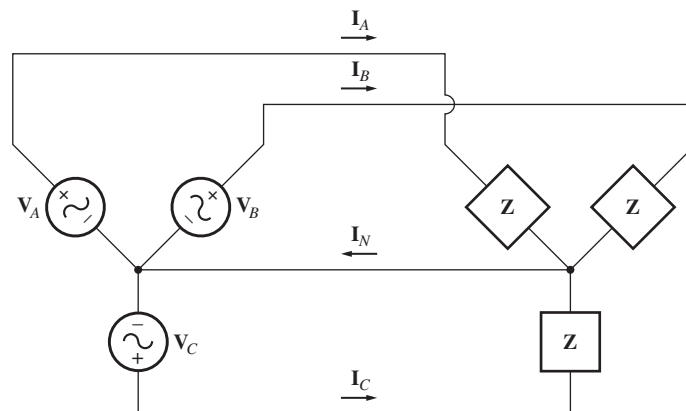 I_A
I_B
+ + 
V_A Z Z
V_B
− −
I_N
−
V_C Z
+
I_C